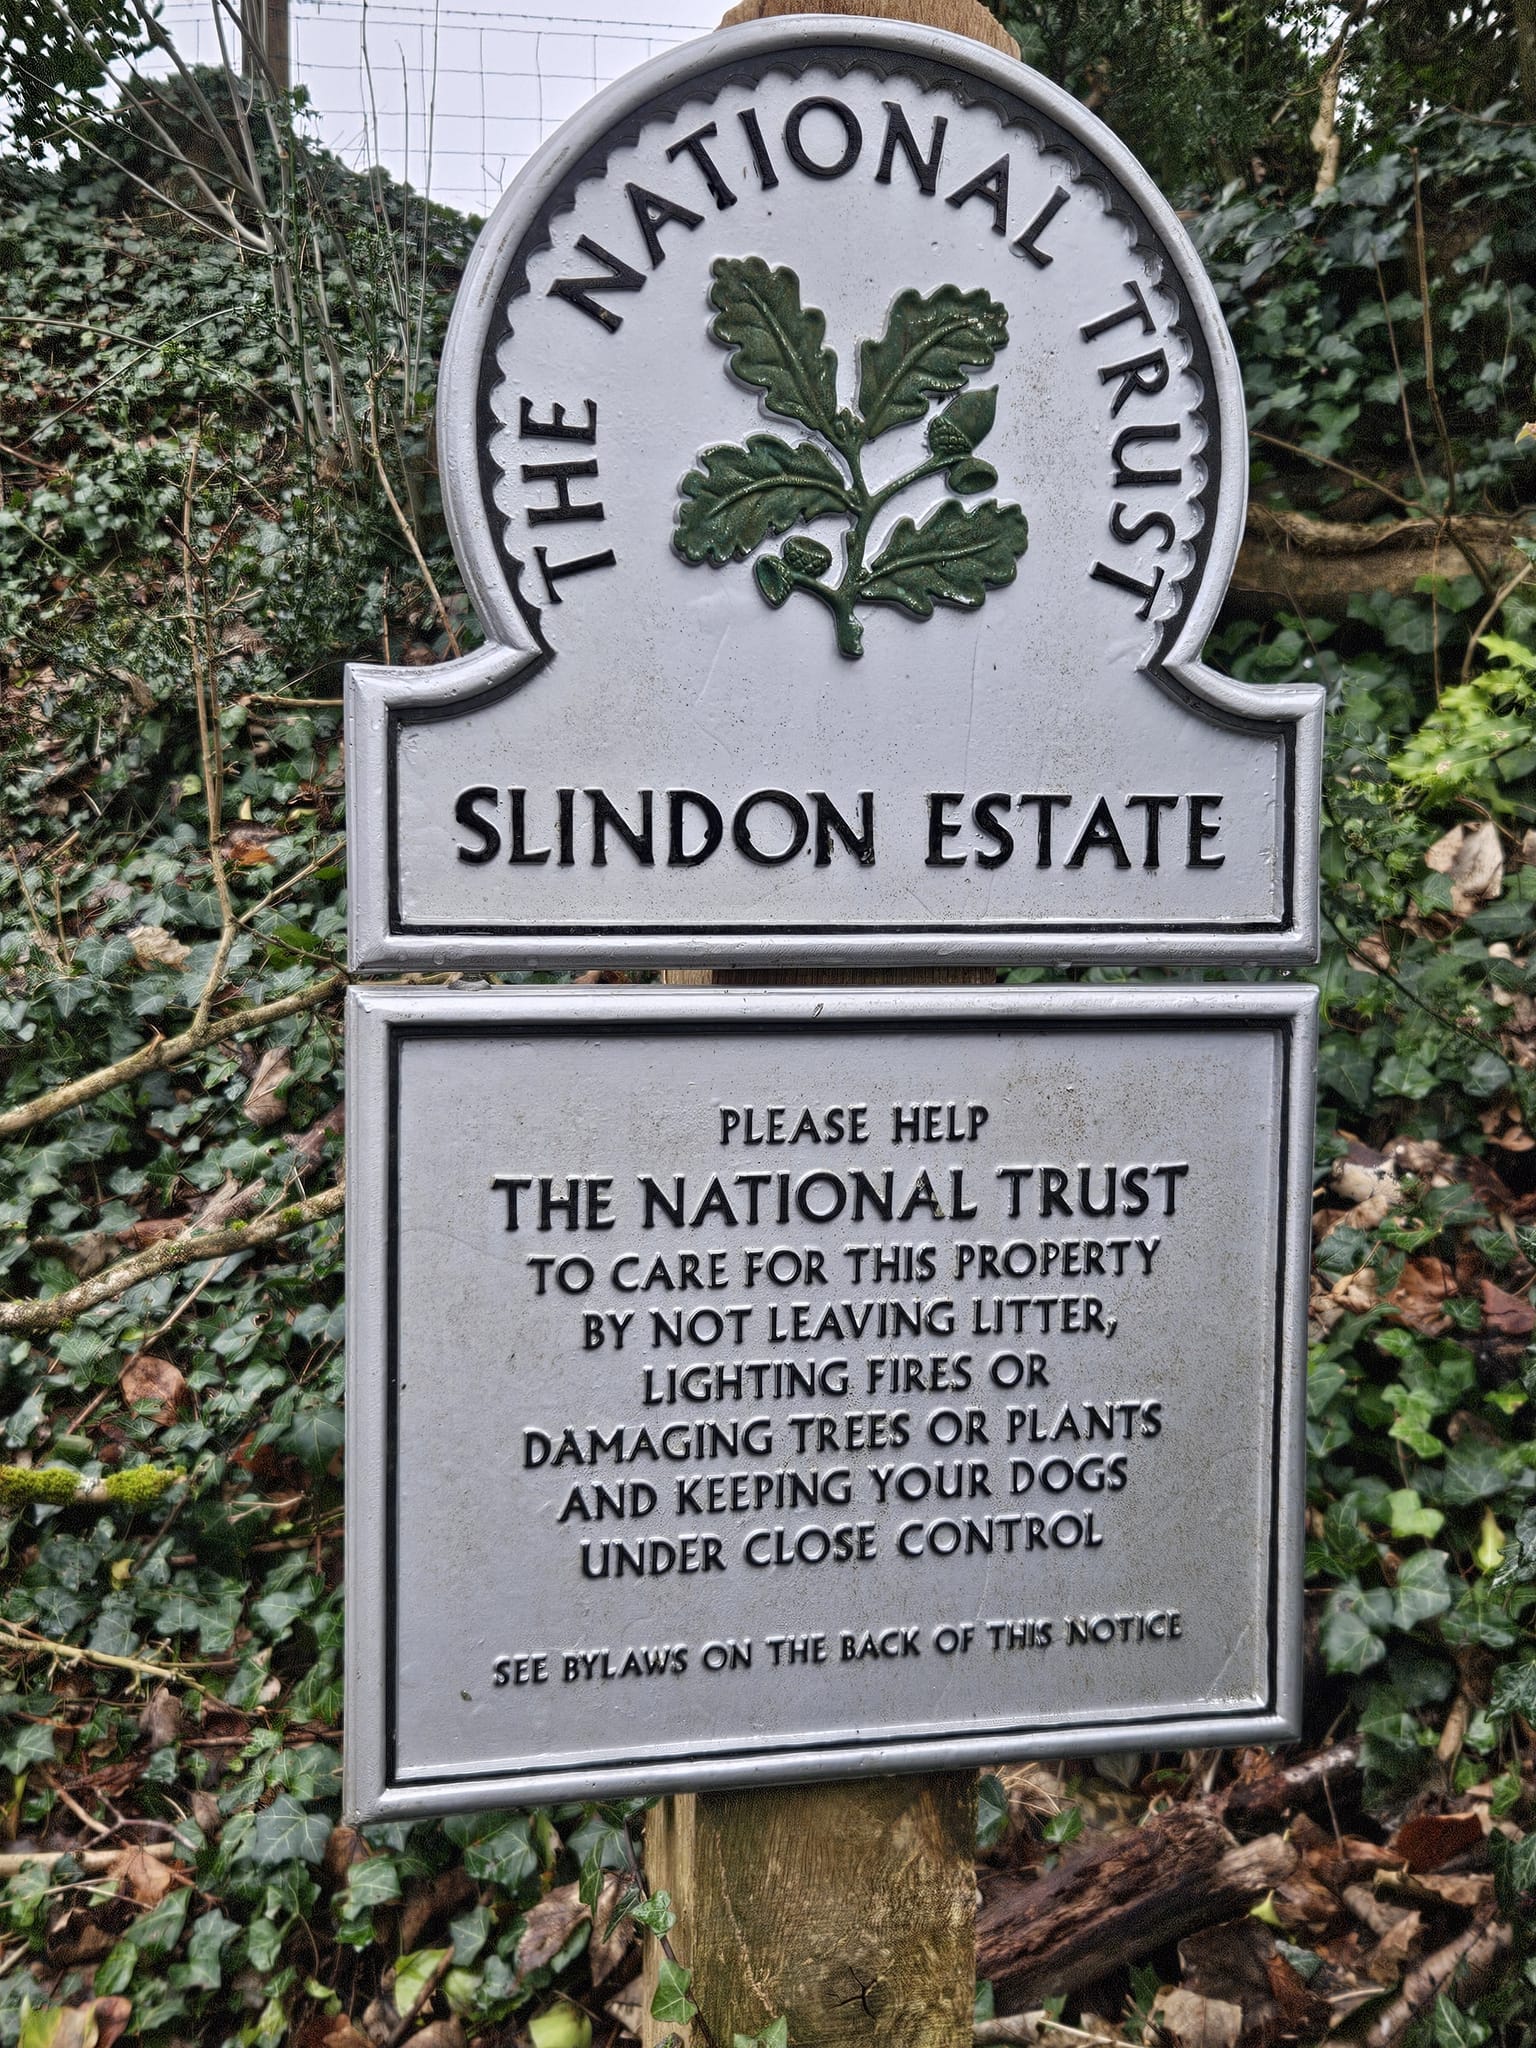 THE NATIONAL TRUST
SLINDON ESTATE
PLEASE HELP
THE NATIONAL TRUST
TO CARE FOR THIS PROPERTY
BY NOT LEAVING LITTER,
LIGHTING FIRES OR
DAMAGING TREES OR PLANTS
AND KEEPING YOUR DOGS
UNDER CLOSE CONTROL
SEE BYLAWS ON THE BACK OF THIS NOTICE